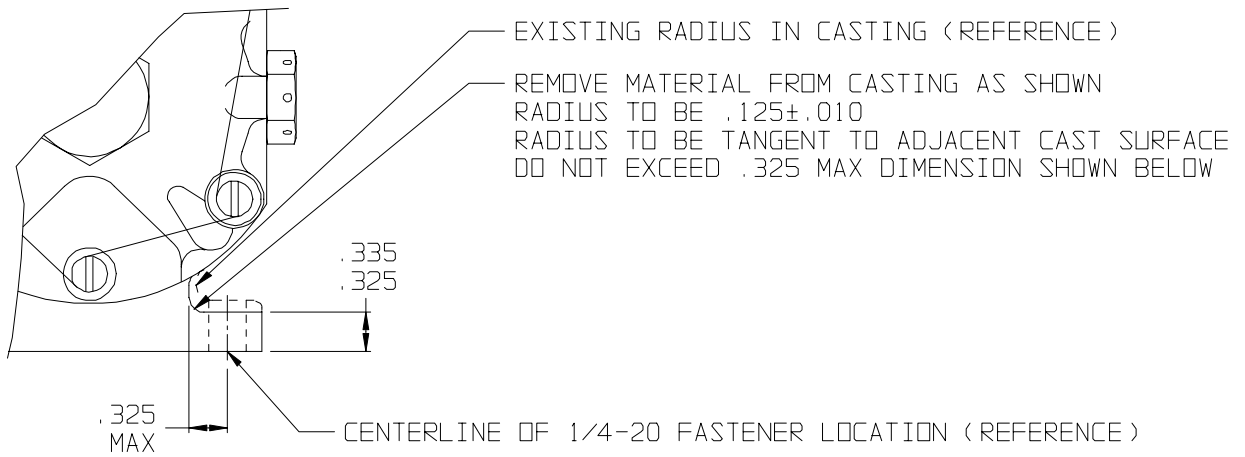 EXISTING RADIUS IN CASTING (REFERENCE)
REMOVE MATERIAL FROM CASTING AS SHOWN
RADIUS TO BE .125±.010
RADIUS TO BE TANGENT TO ADJACENT CAST SURFACE
DO NOT EXCEED .325 MAX DIMENSION SHOWN BELOW
.335
.325
.325
MAX
CENTERLINE OF 1/4-20 FASTENER LOCATION (REFERENCE)